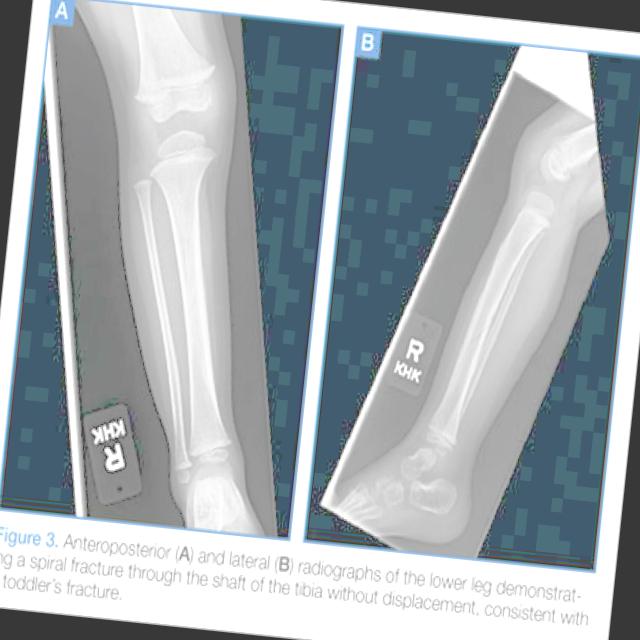 A
B
R
KHK
KHK
R
Figure 3. Anteroposterior (A) and lateral (B) radiographs of the lower leg demonstrat-
ng a spiral fracture through the shaft of the tibia without displacement, consistent with
toddler's fracture.